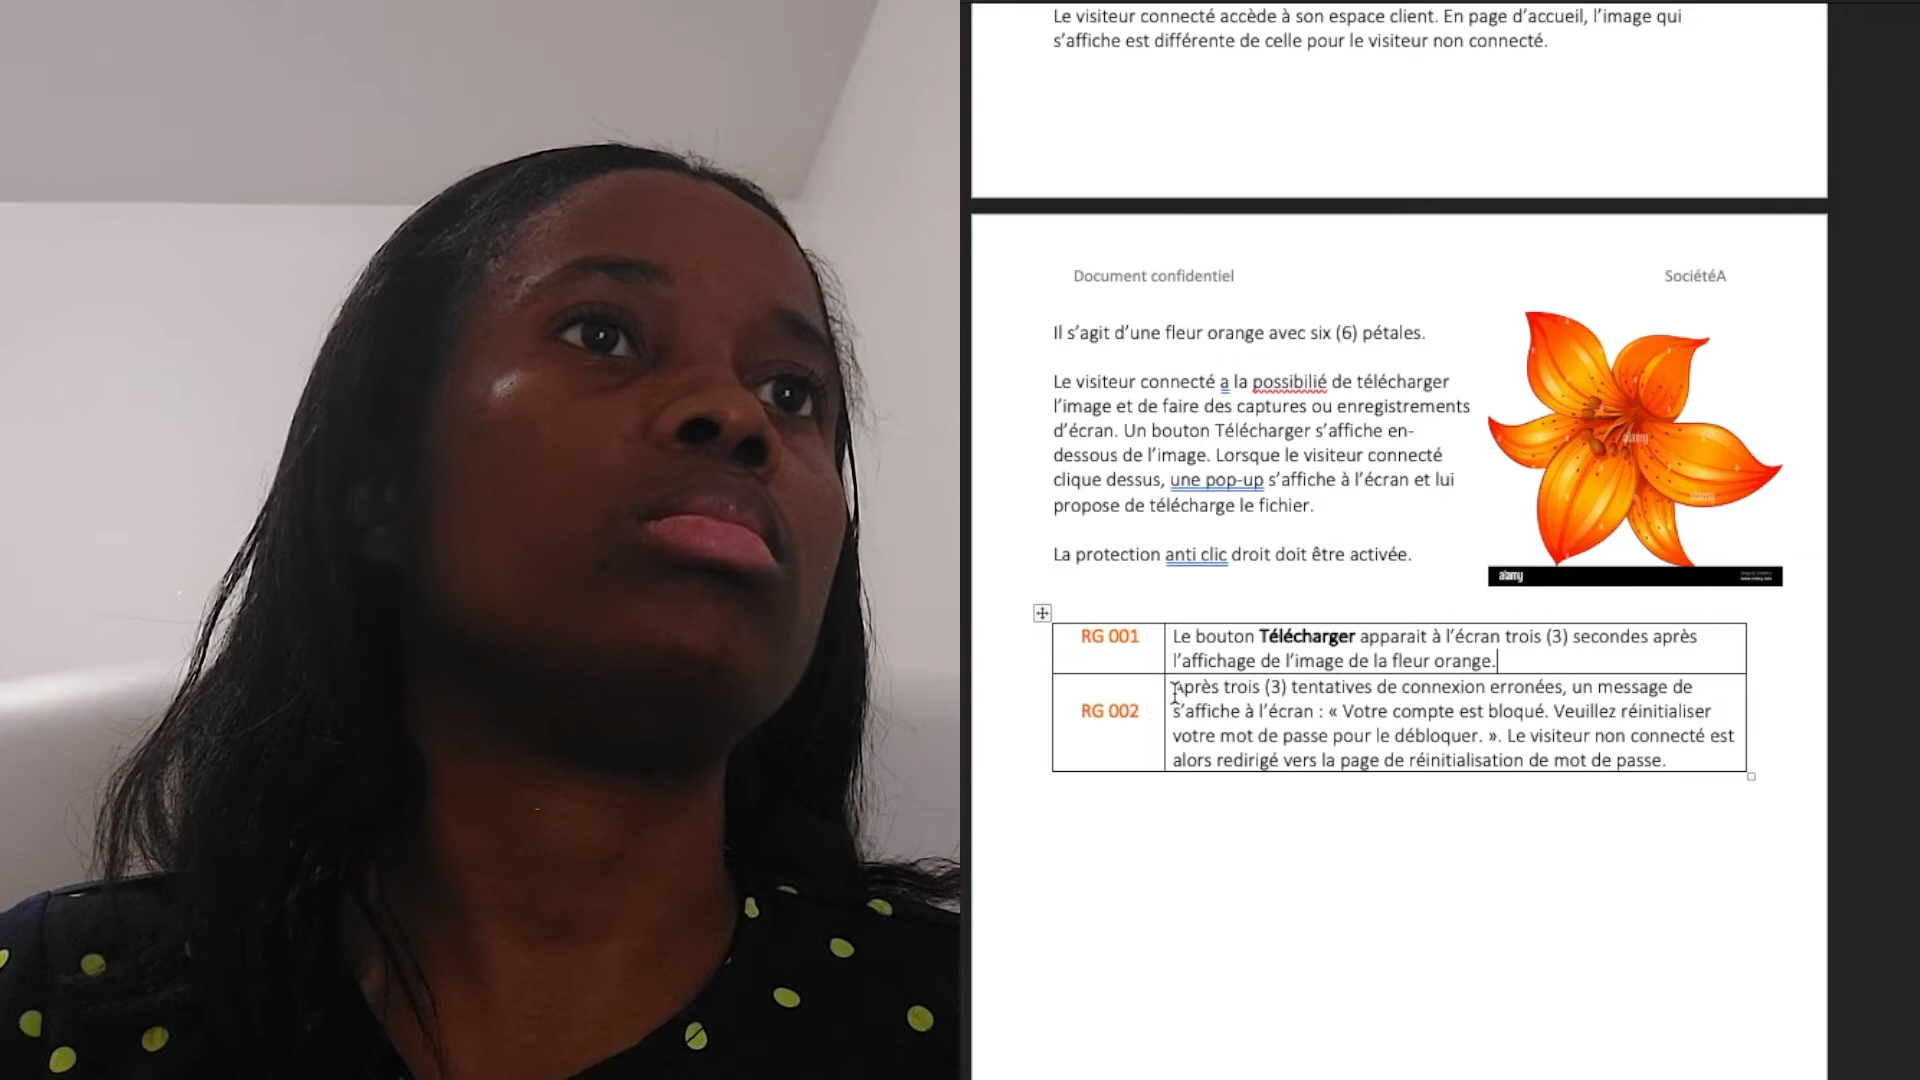 Le visiteur connecté accède à son espace client. En page d’accueil, l’image qui
s’affiche est différente de celle pour le visiteur non connecté.
Document confidentiel
SociétéA
Il s’agit d’une fleur orange avec six (6) pétales.
Le visiteur connecté a la possibilié de télécharger
l’image et de faire des captures ou enregistrements
d’écran. Un bouton Télécharger s’affiche en-
dessous de l’image. Lorsque le visiteur connecté
clique dessus, une pop-up s’affiche à l’écran et lui
propose de télécharge le fichier.
La protection anti clic droit doit être activée.
alamy
alamy
alamy
RG 001
Le bouton Télécharger apparait à l’écran trois (3) secondes après
l’affichage de l’image de la fleur orange.
RG 002
Après trois (3) tentatives de connexion erronées, un message de
s’affiche à l’écran : « Votre compte est bloqué. Veuillez réinitialiser
votre mot de passe pour le débloquer. ». Le visiteur non connecté est
alors redirigé vers la page de réinitialisation de mot de passe.